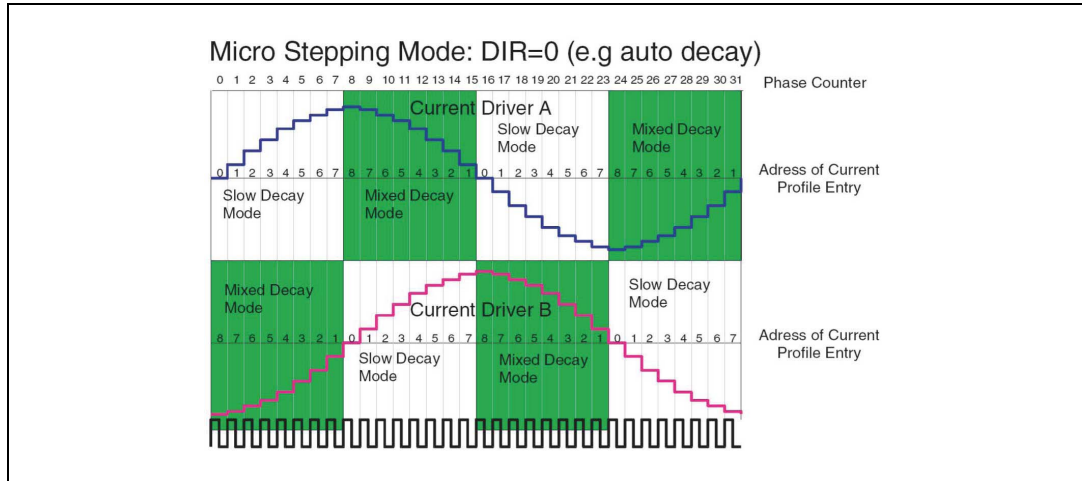 Micro Stepping Mode: DIR=0 (e.g auto decay)
0 1 2 3 4 5 6 7 8 9 10 11 12 13 14 15 16 17 18 19 20 21 22 23 24 25 26 27 28 29 30 31
Phase Counter
Current Driver A
Slow Decay
Mode
Mixed Decay
Mode
0 1 2 3 4 5 6 7 8 7 6 5 4 3 2 1 0 1 2 3 4 5 6 7 8 7 6 5 4 3 2 1
Adress of Current
Profile Entry
Slow Decay
Mode
Mixed Decay
Mode
Mixed Decay
Mode
Current Driver B
Slow Decay
Mode
8 7 6 5 4 3 2 1 0 1 2 3 4 5 6 7 8 7 6 5 4 3 2 1 0 1 2 3 4 5 6 7
Adress of Current
Profile Entry
Slow Decay
Mode
Mixed Decay
Mode